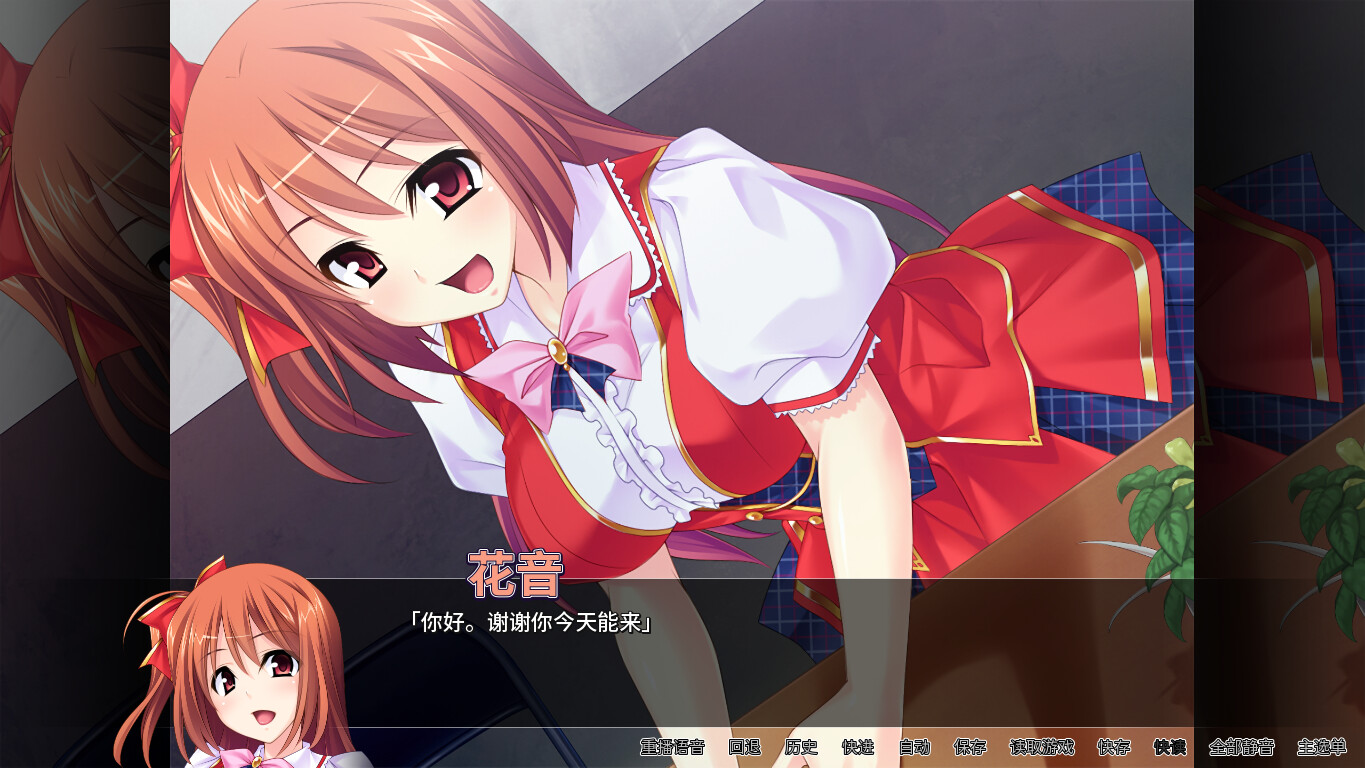 花音
「你好。谢谢你今天能来」
重播语音 回退 历史 快进 自动 保存 读取游戏 快存 快读 全部静音 主选单